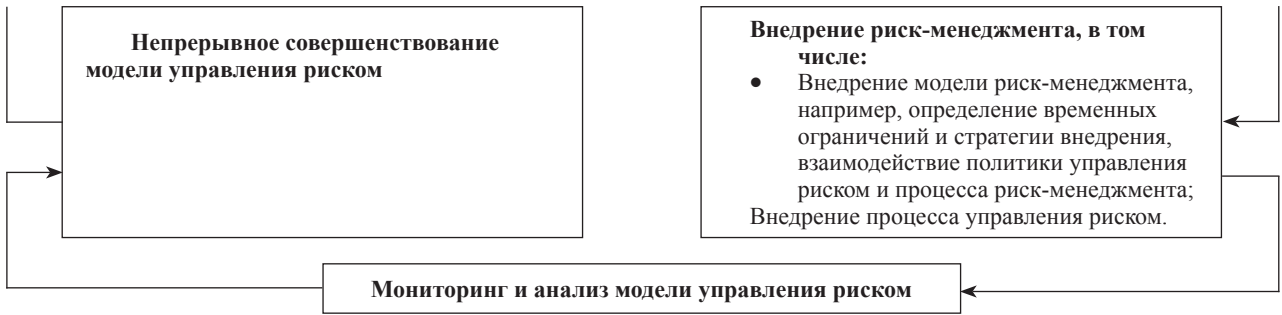 Непрерывное совершенствование
модели управления риском
Внедрение риск-менеджмента, в том
числе:
• Внедрение модели риск-менеджмента,
например, определение временных
ограничений и стратегии внедрения,
взаимодействие политики управления
риском и процесса риск-менеджмента;
Внедрение процесса управления риском.
Мониторинг и анализ модели управления риском